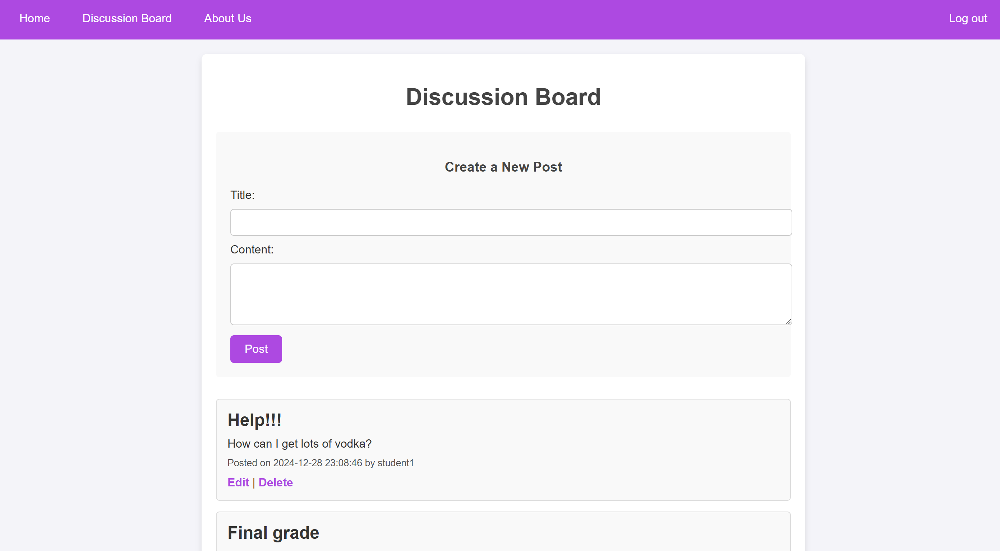 Home Discussion Board About Us Log out
Discussion Board
Create a New Post
Title:
Content:
Post
Help!!!
How can I get lots of vodka?
Posted on 2024-12-28 23:08:46 by student1
Edit | Delete
Final grade